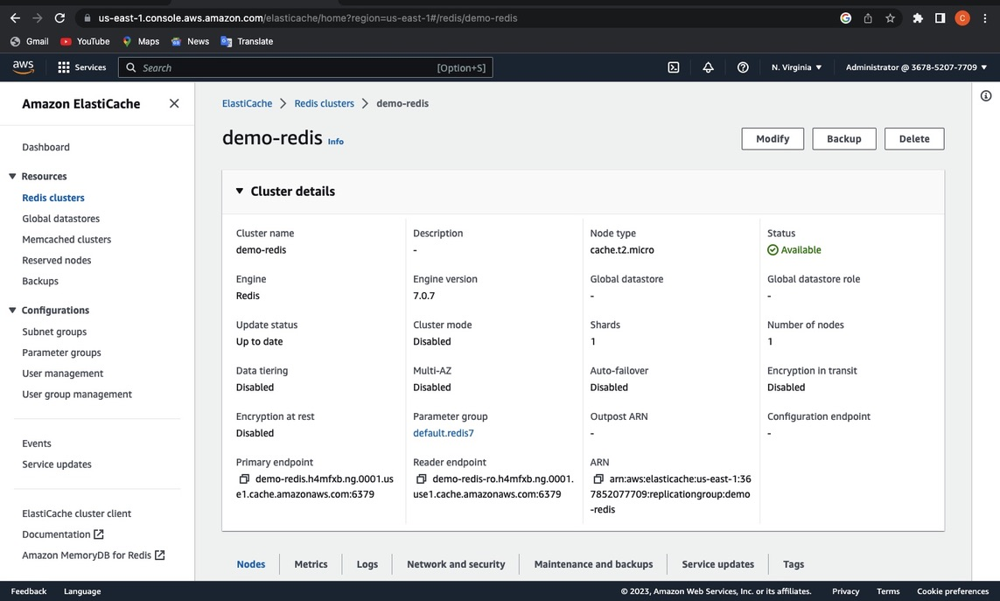 us-east-1.console.aws.amazon.com/elasticache/home?region=us-east-1#/redis/demo-redis
C
Gmail YouTube Maps News Translate
aws Services Search [Option+S] N. Virginia Administrator @ 3678-5207-7709
Amazon ElastiCache
Dashboard
Resources
Redis clusters
Global datastores
Memcached clusters
Reserved nodes
Backups
Configurations
Subnet groups
Parameter groups
User management
User group management
Events
Service updates
ElastiCache cluster client
Documentation
Amazon MemoryDB for Redis
ElastiCache Redis clusters demo-redis
demo-redis Info
Modify Backup Delete
Cluster details
Cluster name Description Node type Status
demo-redis - cache.t2.micro Available
Engine Engine version Global datastore Global datastore role
Redis 7.0.7 - -
Update status Cluster mode Shards Number of nodes
Up to date Disabled 1 1
Data tiering Multi-AZ Auto-failover Encryption in transit
Disabled Disabled Disabled Disabled
Encryption at rest Parameter group Outpost ARN Configuration endpoint
Disabled default.redis7 - -
Primary endpoint Reader endpoint ARN
demo-redis.h4mfxb.ng.0001.us demo-redis-ro.h4mfxb.ng.0001. arn:aws:elasticache:us-east-1:36
e1.cache.amazonaws.com:6379 use1.cache.amazonaws.com:6379 7852077709:replicationgroup:demo
-redis
Nodes Metrics Logs Network and security Maintenance and backups Service updates Tags
Feedback Language © 2023, Amazon Web Services, Inc. or its affiliates. Privacy Terms Cookie preferences